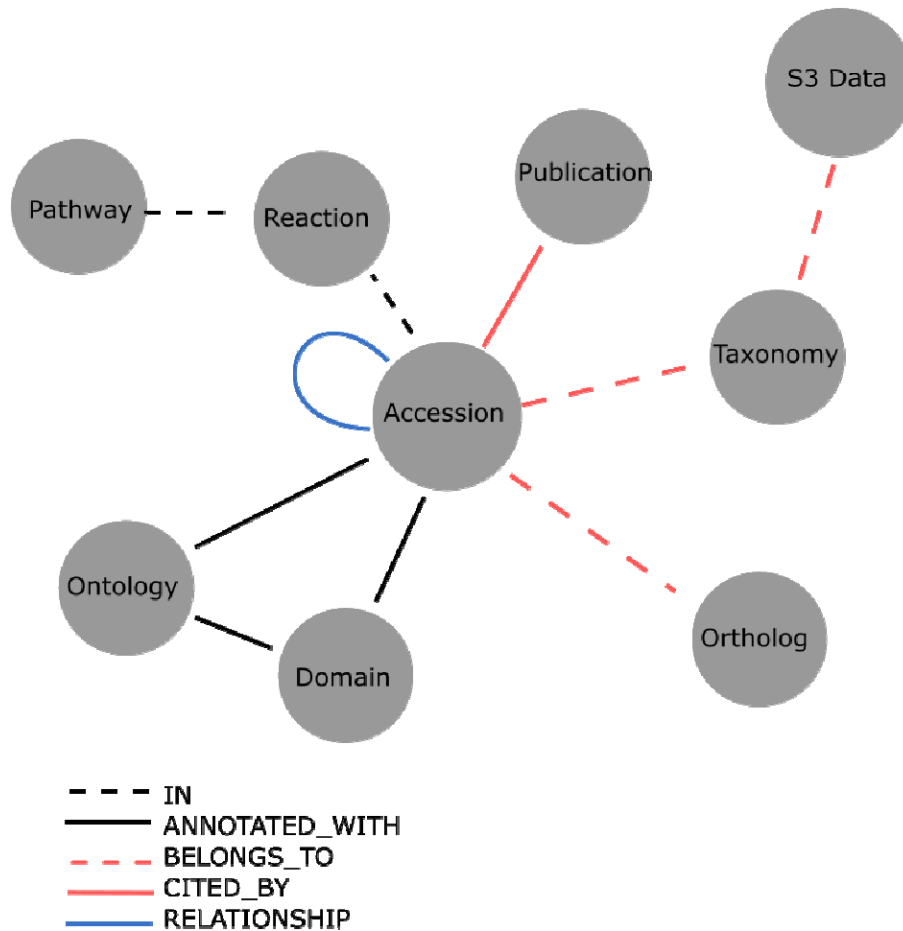 S3 Data
Publication
Pathway
Reaction
Taxonomy
Accession
Ontology
Ortholog
Domain
IN
ANNOTATED_WITH
BELONGS_TO
CITED_BY
RELATIONSHIP